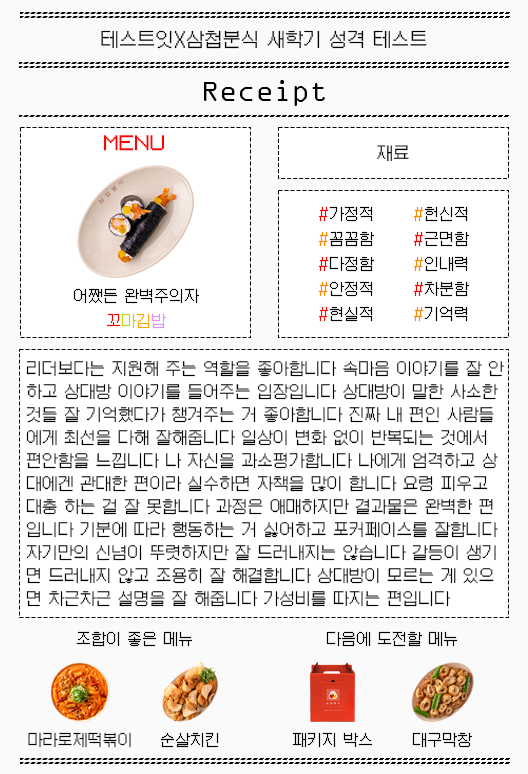 테스트잇X삼첩분식 새학기 성격 테스트
Receipt
MENU
어쨌든 완벽주의자
꼬마김밥
재료
#가정적 #헌신적
#꼼꼼함 #근면함
#다정함 #인내력
#안정적 #차분함
#현실적 #기억력
리더보다는 지원해 주는 역할을 좋아합니다 속마음 이야기를 잘 안
하고 상대방 이야기를 들어주는 입장입니다 상대방이 말한 사소한
것들 잘 기억했다가 챙겨주는 거 좋아합니다 진짜 내 편인 사람들
에게 최선을 다해 잘해줍니다 일상이 변화 없이 반복되는 것에서
편안함을 느낍니다 나 자신을 과소평가합니다 나에게 엄격하고 상
대에겐 관대한 편이라 실수하면 자책을 많이 합니다 요령 피우고
대충 하는 걸 잘 못합니다 과정은 애매하지만 결과물은 완벽한 편
입니다 기분에 따라 행동하는 거 싫어하고 포커페이스를 잘합니다
자기만의 신념이 뚜렷하지만 잘 드러내지는 않습니다 갈등이 생기
면 드러내지 않고 조용히 잘 해결합니다 상대방이 모르는 게 있으
면 차근차근 설명을 잘 해줍니다 가성비를 따지는 편입니다
조합이 좋은 메뉴 다음에 도전할 메뉴
마라로제떡볶이 순살치킨 패키지 박스 대구막창